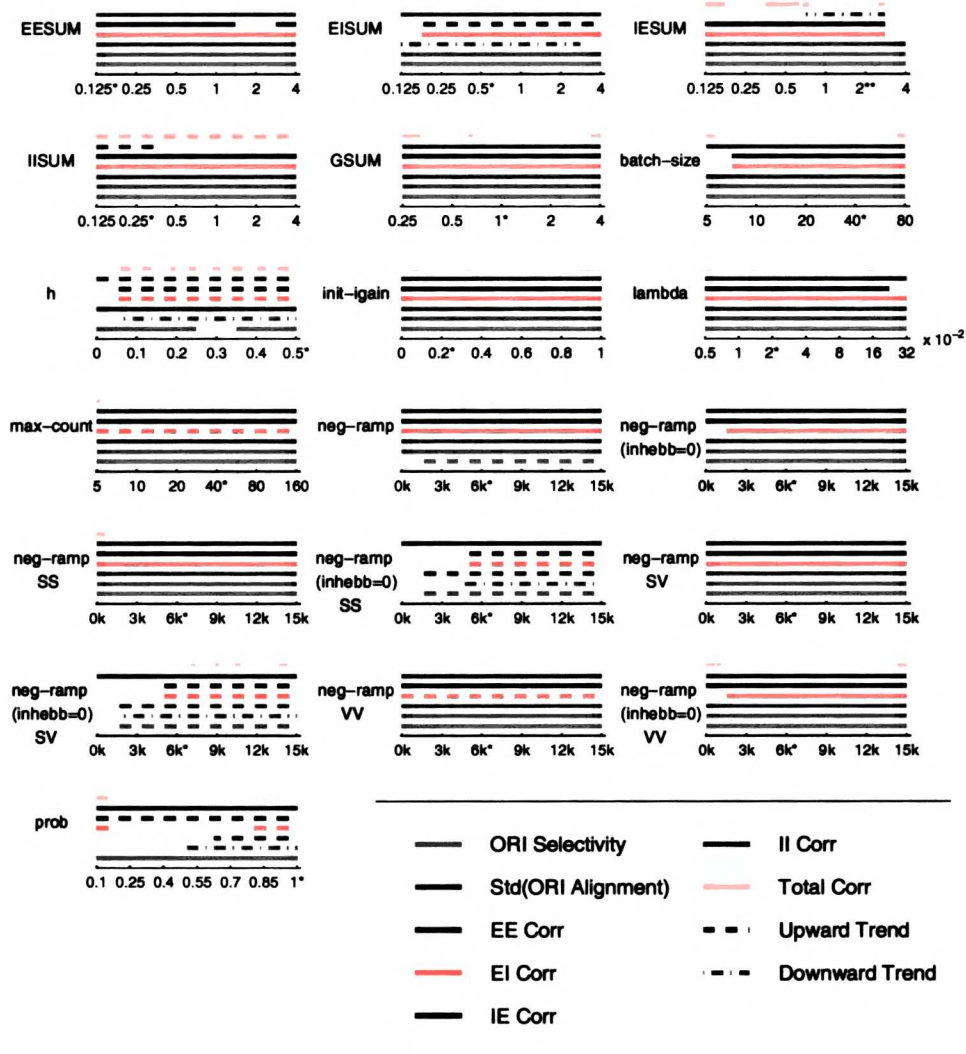 EESUM
0.125* 0.25 0.5 1 2 4
EISUM
0.125 0.25 0.5* 1 2 4
IESUM
0.125 0.25 0.5 1 2** 4
IISUM
0.125 0.25* 0.5 1 2 4
GSUM
0.25 0.5 1* 2 4
batch-size
5 10 20 40* 80
h
0 0.1 0.2 0.3 0.4 0.5*
init-igain
0 0.2* 0.4 0.6 0.8 1
lambda
0.5 1 2* 4 8 16 32 x 10-2
max-count
5 10 20 40* 80 160
neg-ramp
0k 3k 6k* 9k 12k 15k
neg-ramp
(inhebb=0)
0k 3k 6k* 9k 12k 15k
neg-ramp
SS
0k 3k 6k* 9k 12k 15k
neg-ramp
(inhebb=0)
SS
0k 3k 6k* 9k 12k 15k
neg-ramp
SV
0k 3k 6k* 9k 12k 15k
neg-ramp
(inhebb=0)
SV
0k 3k 6k* 9k 12k 15k
neg-ramp
VV
0k 3k 6k* 9k 12k 15k
neg-ramp
(inhebb=0)
VV
0k 3k 6k* 9k 12k 15k
prob
0.1 0.25 0.4 0.55 0.7 0.85 1*
ORI Selectivity
Std(ORI Alignment)
EE Corr
EI Corr
IE Corr
II Corr
Total Corr
Upward Trend
Downward Trend